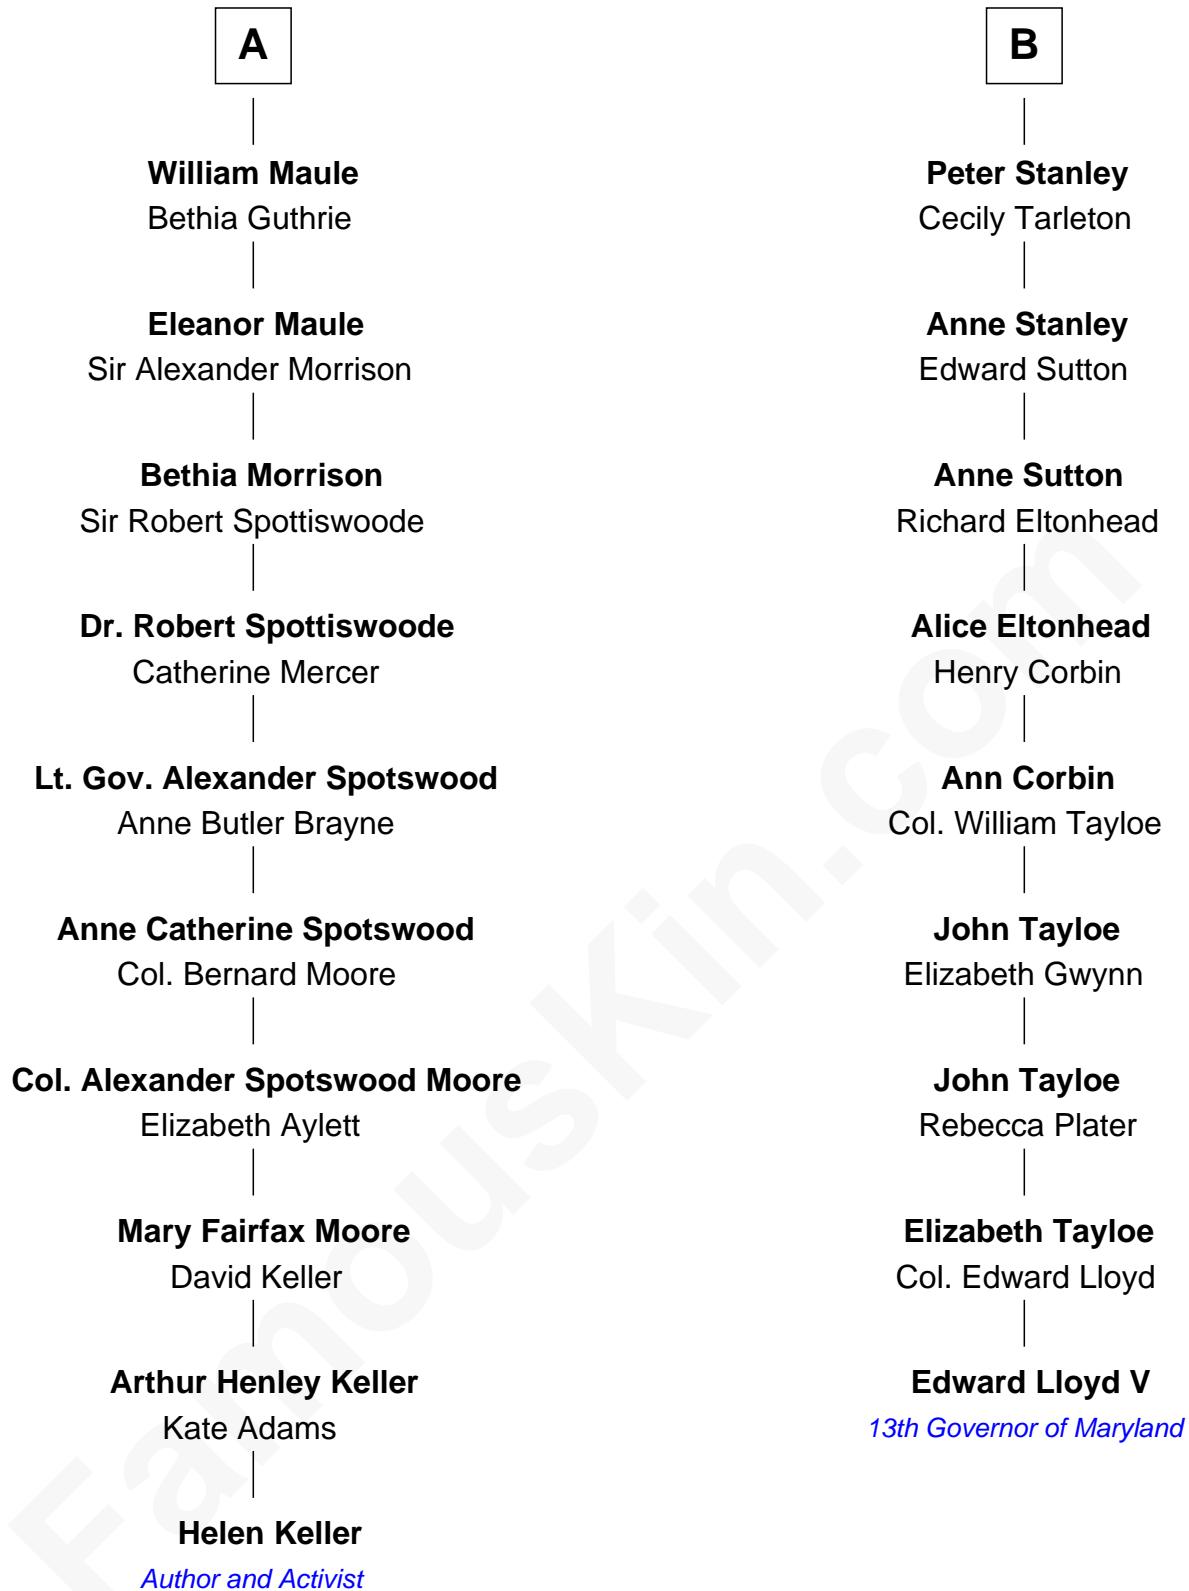 A
William Maule
Bethia Guthrie
Eleanor Maule
Sir Alexander Morrison
Bethia Morrison
Sir Robert Spottiswoode
Dr. Robert Spottiswoode
Catherine Mercer
Lt. Gov. Alexander Spotswood
Anne Butler Brayne
Anne Catherine Spotswood
Col. Bernard Moore
Col. Alexander Spotswood Moore
Elizabeth Aylett
Mary Fairfax Moore
David Keller
Arthur Henley Keller
Kate Adams
Helen Keller
Author and Activist
B
Peter Stanley
Cecily Tarleton
Anne Stanley
Edward Sutton
Anne Sutton
Richard Eltonhead
Alice Eltonhead
Henry Corbin
Ann Corbin
Col. William Tayloe
John Tayloe
Elizabeth Gwynn
John Tayloe
Rebecca Plater
Elizabeth Tayloe
Col. Edward Lloyd
Edward Lloyd V
13th Governor of Maryland
FamousKin.com